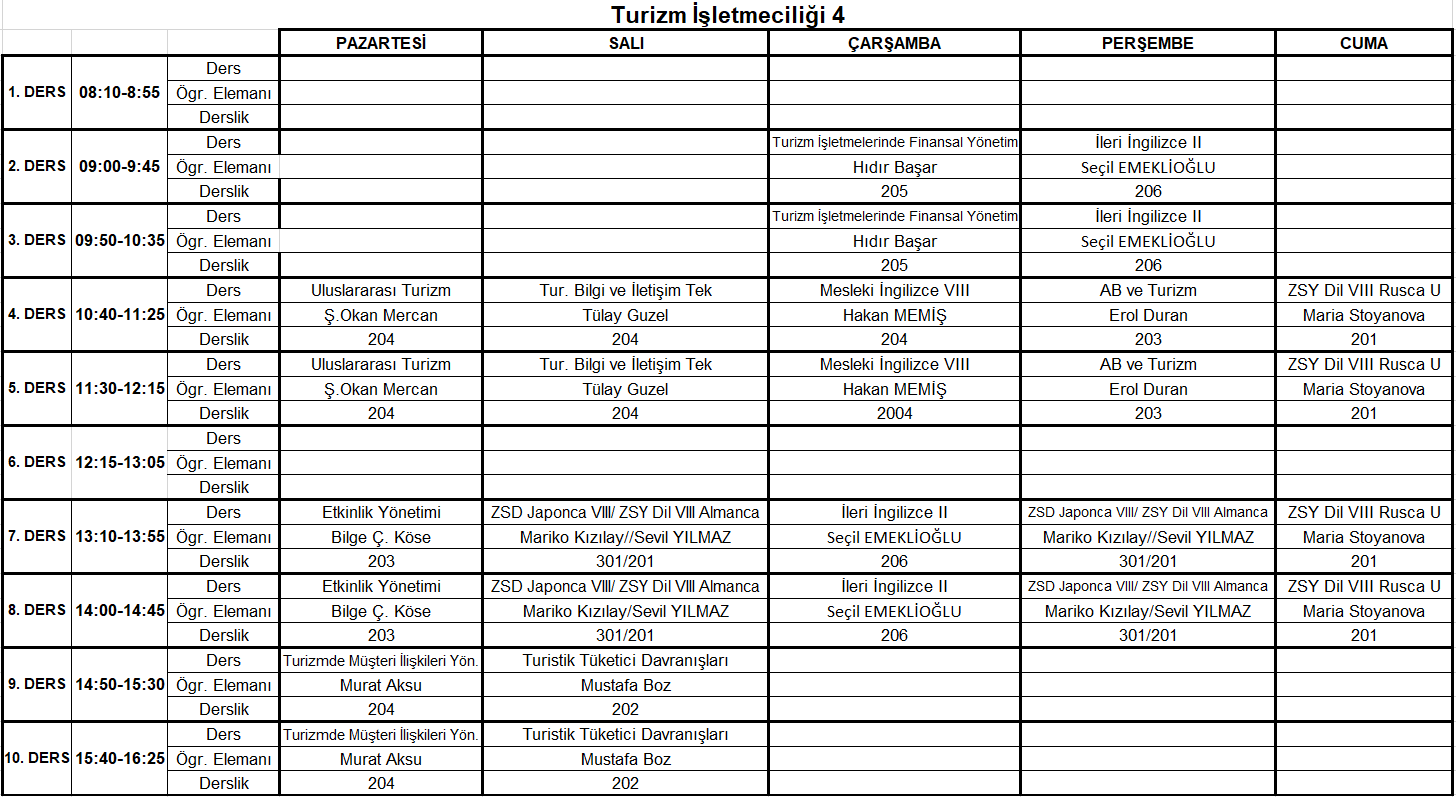 Turizm İşletmeciliği 4
PAZARTESİ SALI ÇARŞAMBA PERŞEMBE CUMA
1. DERS 08:10-8:55 Ders
Ögr. Elemanı
Derslik
2. DERS 09:00-9:45 Ders Turizm İşletmelerinde Finansal Yönetim İleri İngilizce II
Ögr. Elemanı Hıdır Başar Seçil EMEKLİOĞLU
Derslik 205 206
3. DERS 09:50-10:35 Ders Turizm İşletmelerinde Finansal Yönetim İleri İngilizce II
Ögr. Elemanı Hıdır Başar Seçil EMEKLİOĞLU
Derslik 205 206
4. DERS 10:40-11:25 Ders Uluslararası Turizm Tur. Bilgi ve İletişim Tek Mesleki İngilizce VIII AB ve Turizm ZSY Dil VIII Rusca U
Ögr. Elemanı Ş.Okan Mercan Tülay Guzel Hakan MEMİŞ Erol Duran Maria Stoyanova
Derslik 204 204 204 203 201
5. DERS 11:30-12:15 Ders Uluslararası Turizm Tur. Bilgi ve İletişim Tek Mesleki İngilizce VIII AB ve Turizm ZSY Dil VIII Rusca U
Ögr. Elemanı Ş.Okan Mercan Tülay Guzel Hakan MEMİŞ Erol Duran Maria Stoyanova
Derslik 204 204 2004 203 201
6. DERS 12:15-13:05 Ders
Ögr. Elemanı
Derslik
7. DERS 13:10-13:55 Ders Etkinlik Yönetimi ZSD Japonca VIII/ ZSY Dil VIII Almanca İleri İngilizce II ZSD Japonca VIII/ ZSY Dil VIII Almanca ZSY Dil VIII Rusca U
Ögr. Elemanı Bilge Ç. Köse Mariko Kızılay//Sevil YILMAZ Seçil EMEKLİOĞLU Mariko Kızılay//Sevil YILMAZ Maria Stoyanova
Derslik 203 301/201 206 301/201 201
8. DERS 14:00-14:45 Ders Etkinlik Yönetimi ZSD Japonca VIII/ ZSY Dil VIII Almanca İleri İngilizce II ZSD Japonca VIII/ ZSY Dil VIII Almanca ZSY Dil VIII Rusca U
Ögr. Elemanı Bilge Ç. Köse Mariko Kızılay/Sevil YILMAZ Seçil EMEKLİOĞLU Mariko Kızılay/Sevil YILMAZ Maria Stoyanova
Derslik 203 301/201 206 301/201 201
9. DERS 14:50-15:30 Ders Turizmde Müşteri İlişkileri Yön. Turistik Tüketici Davranışları
Ögr. Elemanı Murat Aksu Mustafa Boz
Derslik 204 202
10. DERS 15:40-16:25 Ders Turizmde Müşteri İlişkileri Yön. Turistik Tüketici Davranışları
Ögr. Elemanı Murat Aksu Mustafa Boz
Derslik 204 202